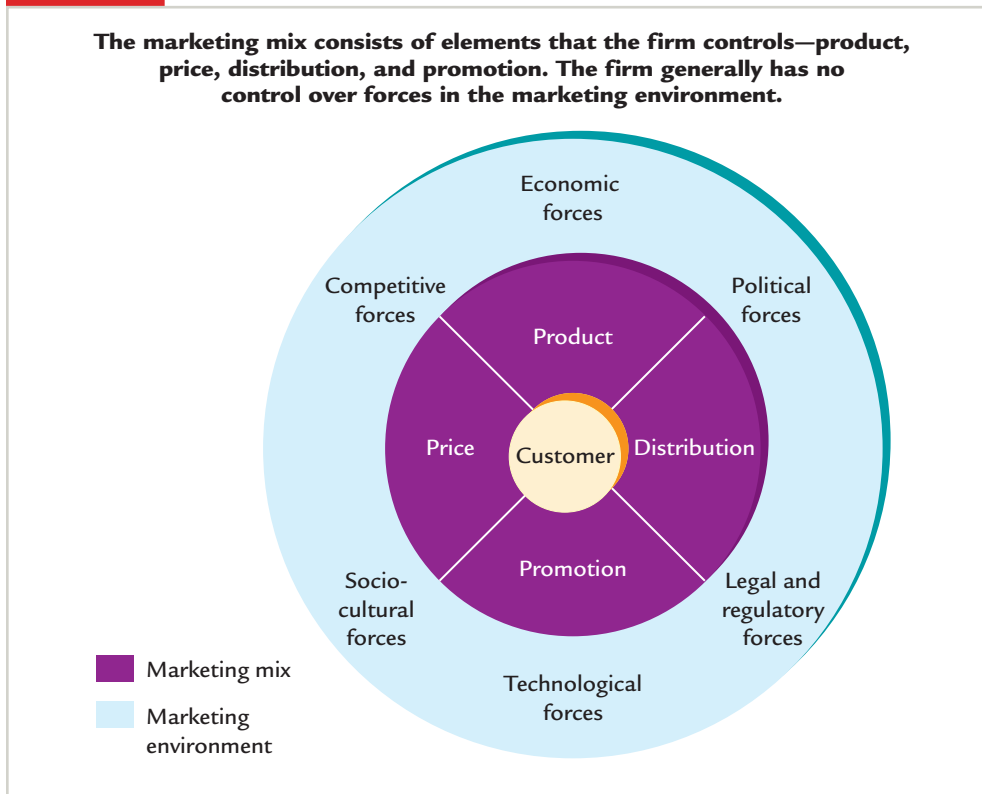 The marketing mix consists of elements that the firm controls—product,
price, distribution, and promotion. The firm generally has no
control over forces in the marketing environment.
Economic
forces
Competitive
forces
Political
forces
Product
Price
Customer
Distribution
Promotion
Socio-
cultural
forces
Legal and
regulatory
forces
Technological
forces
Marketing mix
Marketing
environment